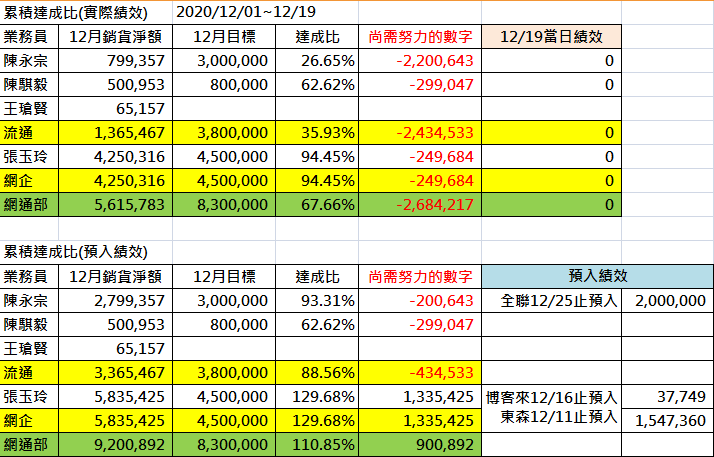 累積達成比(實際績效) 2020/12/01~12/19
業務員 12月銷貨淨額 12月目標 達成比 尚需努力的數字 12/19當日績效
陳永宗 799,357 3,000,000 26.65% -2,200,643 0
陳騏毅 500,953 800,000 62.62% -299,047 0
王瑲賢 65,157
流通 1,365,467 3,800,000 35.93% -2,434,533 0
張玉玲 4,250,316 4,500,000 94.45% -249,684 0
網企 4,250,316 4,500,000 94.45% -249,684 0
網通部 5,615,783 8,300,000 67.66% -2,684,217 0
累積達成比(預入績效)
業務員 12月銷貨淨額 12月目標 達成比 尚需努力的數字 預入績效
陳永宗 2,799,357 3,000,000 93.31% -200,643 全聯12/25止預入 2,000,000
陳騏毅 500,953 800,000 62.62% -299,047
王瑲賢 65,157
流通 3,365,467 3,800,000 88.56% -434,533
張玉玲 5,835,425 4,500,000 129.68% 1,335,425 博客來12/16止預入 37,749
網企 5,835,425 4,500,000 129.68% 1,335,425 東森12/11止預入 1,547,360
網通部 9,200,892 8,300,000 110.85% 900,892